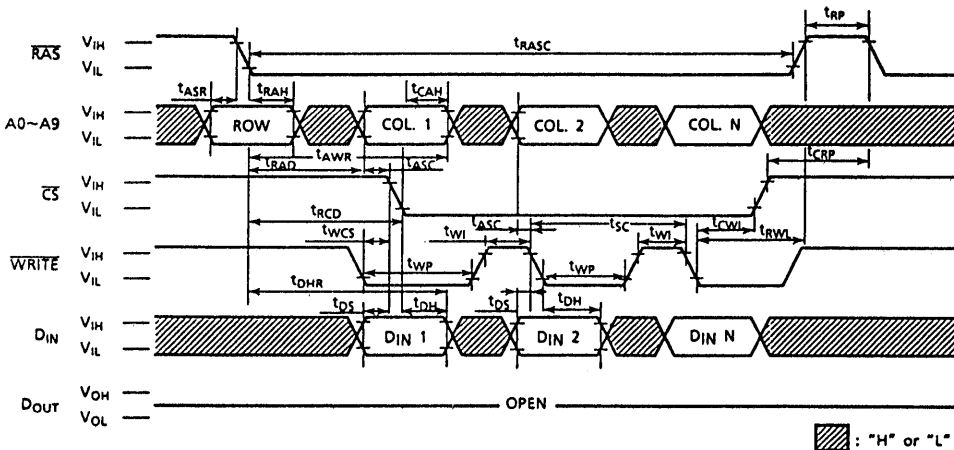 tRP
RAS VIH
VIL
tRASC
tASR tRAH tCAH
A0~A9 VIH
VIL
ROW COL. 1 COL. 2 COL. N
tAWR
tRAD tASC tCRP
CS VIH
VIL
tRCD tASC tSC tCWL
tWCS tWI tWI tRWL
WRITE VIH
VIL
tWP tWP
tDHR
tDS tDH tDS tDH
DIN VIH
VIL
DIN 1 DIN 2 DIN N
DOUT VOH
VOL
OPEN
: "H" or "L"